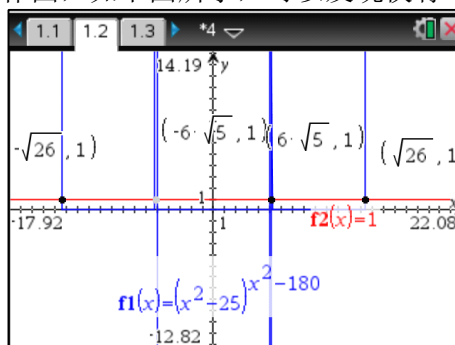 1.1 1.2 1.3 *4
14.19 y
-√26, 1) (-6·√5, 1) (6·√5, 1) (√26, 1
1
-17.92 1 f2(x)=1 22.08
f1(x)=(x²-25)^(x²-180)
-12.82